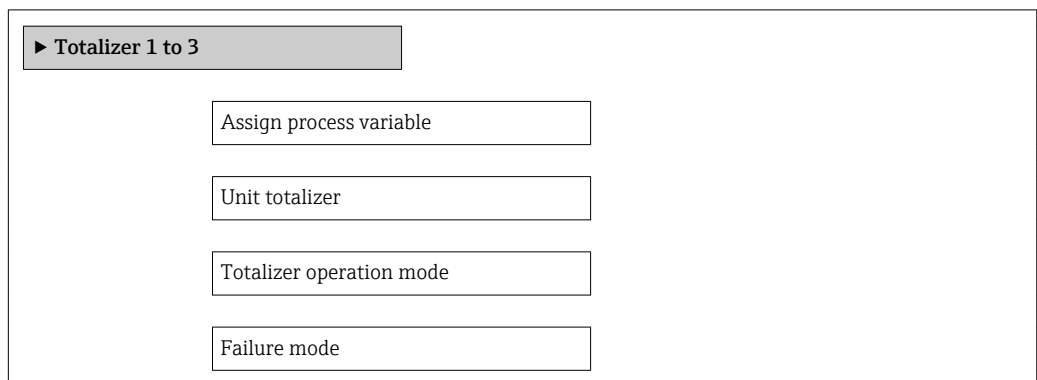 ▶ Totalizer 1 to 3
Assign process variable
Unit totalizer
Totalizer operation mode
Failure mode